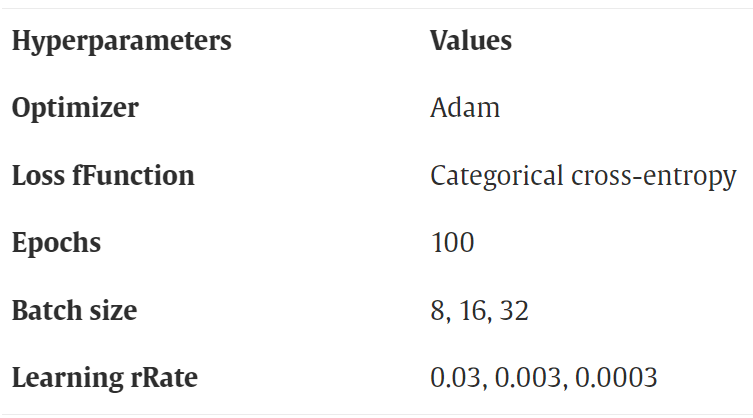 Hyperparameters Values
Optimizer Adam
Loss fFunction Categorical cross-entropy
Epochs 100
Batch size 8, 16, 32
Learning rRate 0.03, 0.003, 0.0003